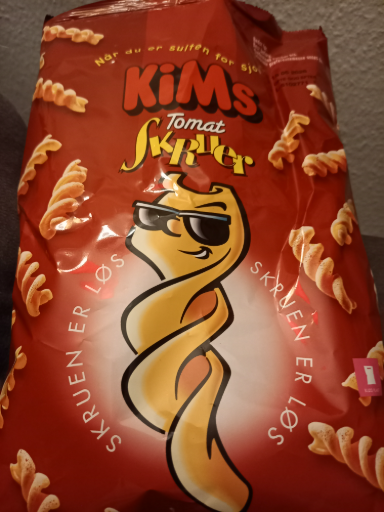 Når du er sulten for sjov
KiMs
Tomat
SKRUER
SKRUEN ER LØS
SKRUEN ER LØS